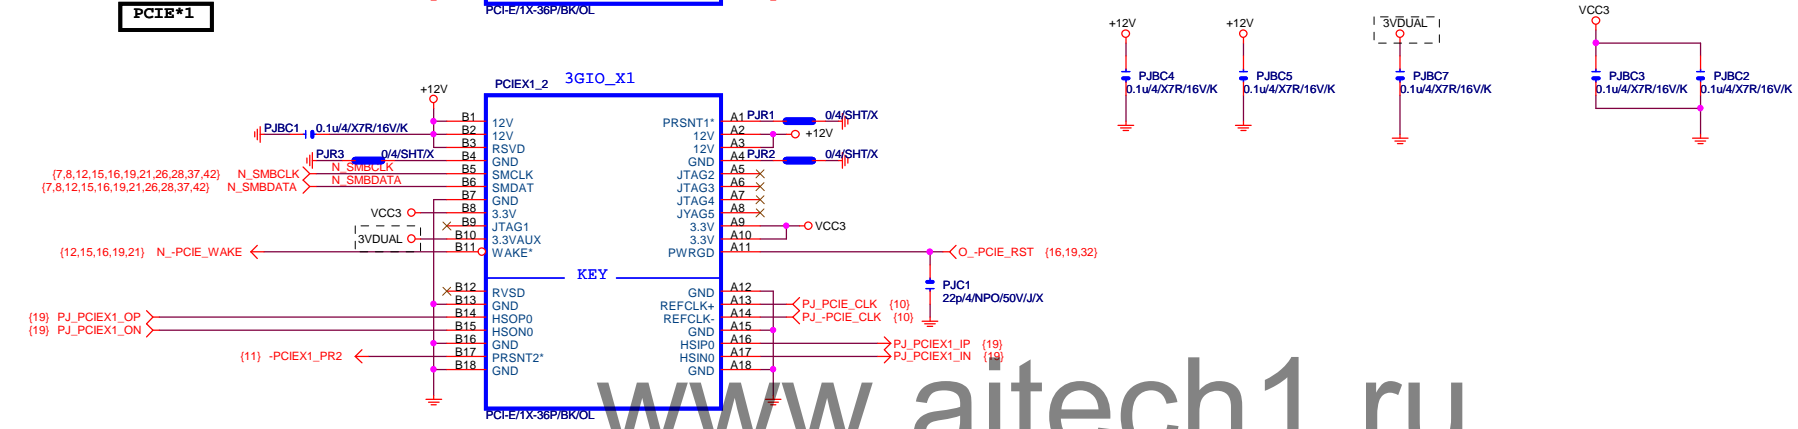 PCIE*1
PCI-E/1X-36P/BK/OL
+12V
+12V
3VDUAL
VCC3
PJBC4
0.1u/4/X7R/16V/K
PJBC5
0.1u/4/X7R/16V/K
PJBC7
0.1u/4/X7R/16V/K
PJBC3
0.1u/4/X7R/16V/K
PJBC2
0.1u/4/X7R/16V/K
PCIEX1_2
3GIO_X1
+12V
PJBC1
0.1u/4/X7R/16V/K
PJR3
0/4/SHT/X
{7,8,12,15,16,19,21,26,28,37,42} N_SMBCLK
N_SMBCLK
{7,8,12,15,16,19,21,26,28,37,42} N_SMBDATA
N_SMBDATA
VCC3
3VDUAL
{12,15,16,19,21} N_-PCIE_WAKE
{19} PJ_PCIEX1_OP
{19} PJ_PCIEX1_ON
{11} -PCIEX1_PR2
B1 12V
B2 12V
B3 RSVD
B4 GND
B5 SMCLK
B6 SMDAT
B7 GND
B8 3.3V
B9 JTAG1
B10 3.3VAUX
B11 WAKE*
KEY
B12 RVSD
B13 GND
B14 HSOP0
B15 HSON0
B16 GND
B17 PRSNT2*
B18 GND
PRSNT1* A1
12V A2
12V A3
GND A4
JTAG2 A5
JTAG3 A6
JTAG4 A7
JYAG5 A8
3.3V A9
3.3V A10
PWRGD A11
GND A12
REFCLK+ A13
REFCLK- A14
GND A15
HSIP0 A16
HSIN0 A17
GND A18
PJR1
0/4/SHT/X
+12V
PJR2
0/4/SHT/X
VCC3
O_-PCIE_RST {16,19,32}
PJC1
22p/4/NPO/50V/J/X
PJ_PCIE_CLK {10}
PJ_-PCIE_CLK {10}
PJ_PCIEX1_IP {19}
PJ_PCIEX1_IN {19}
PCI-E/1X-36P/BK/OL
www.aitech1.ru